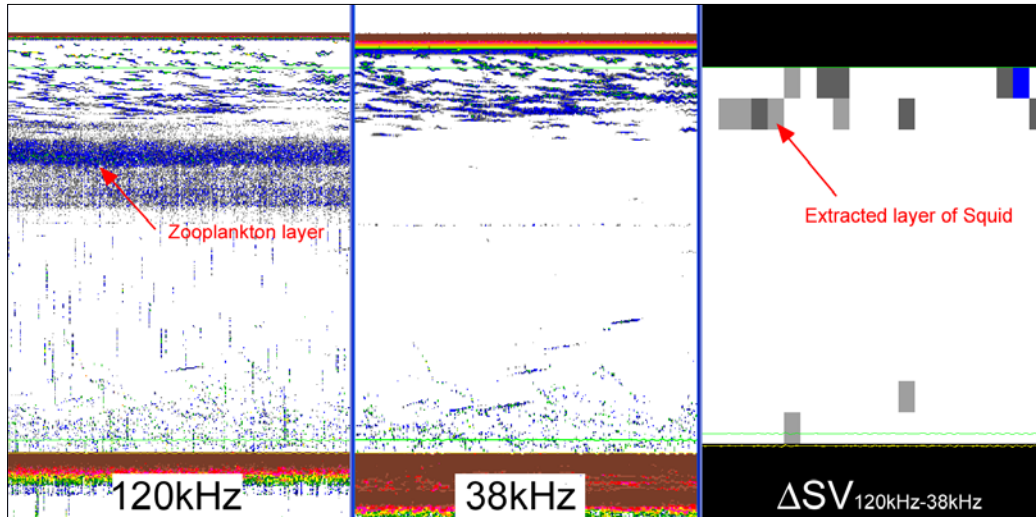 Zooplankton layer
Extracted layer of Squid
120kHz
38kHz
ΔSV120kHz-38kHz